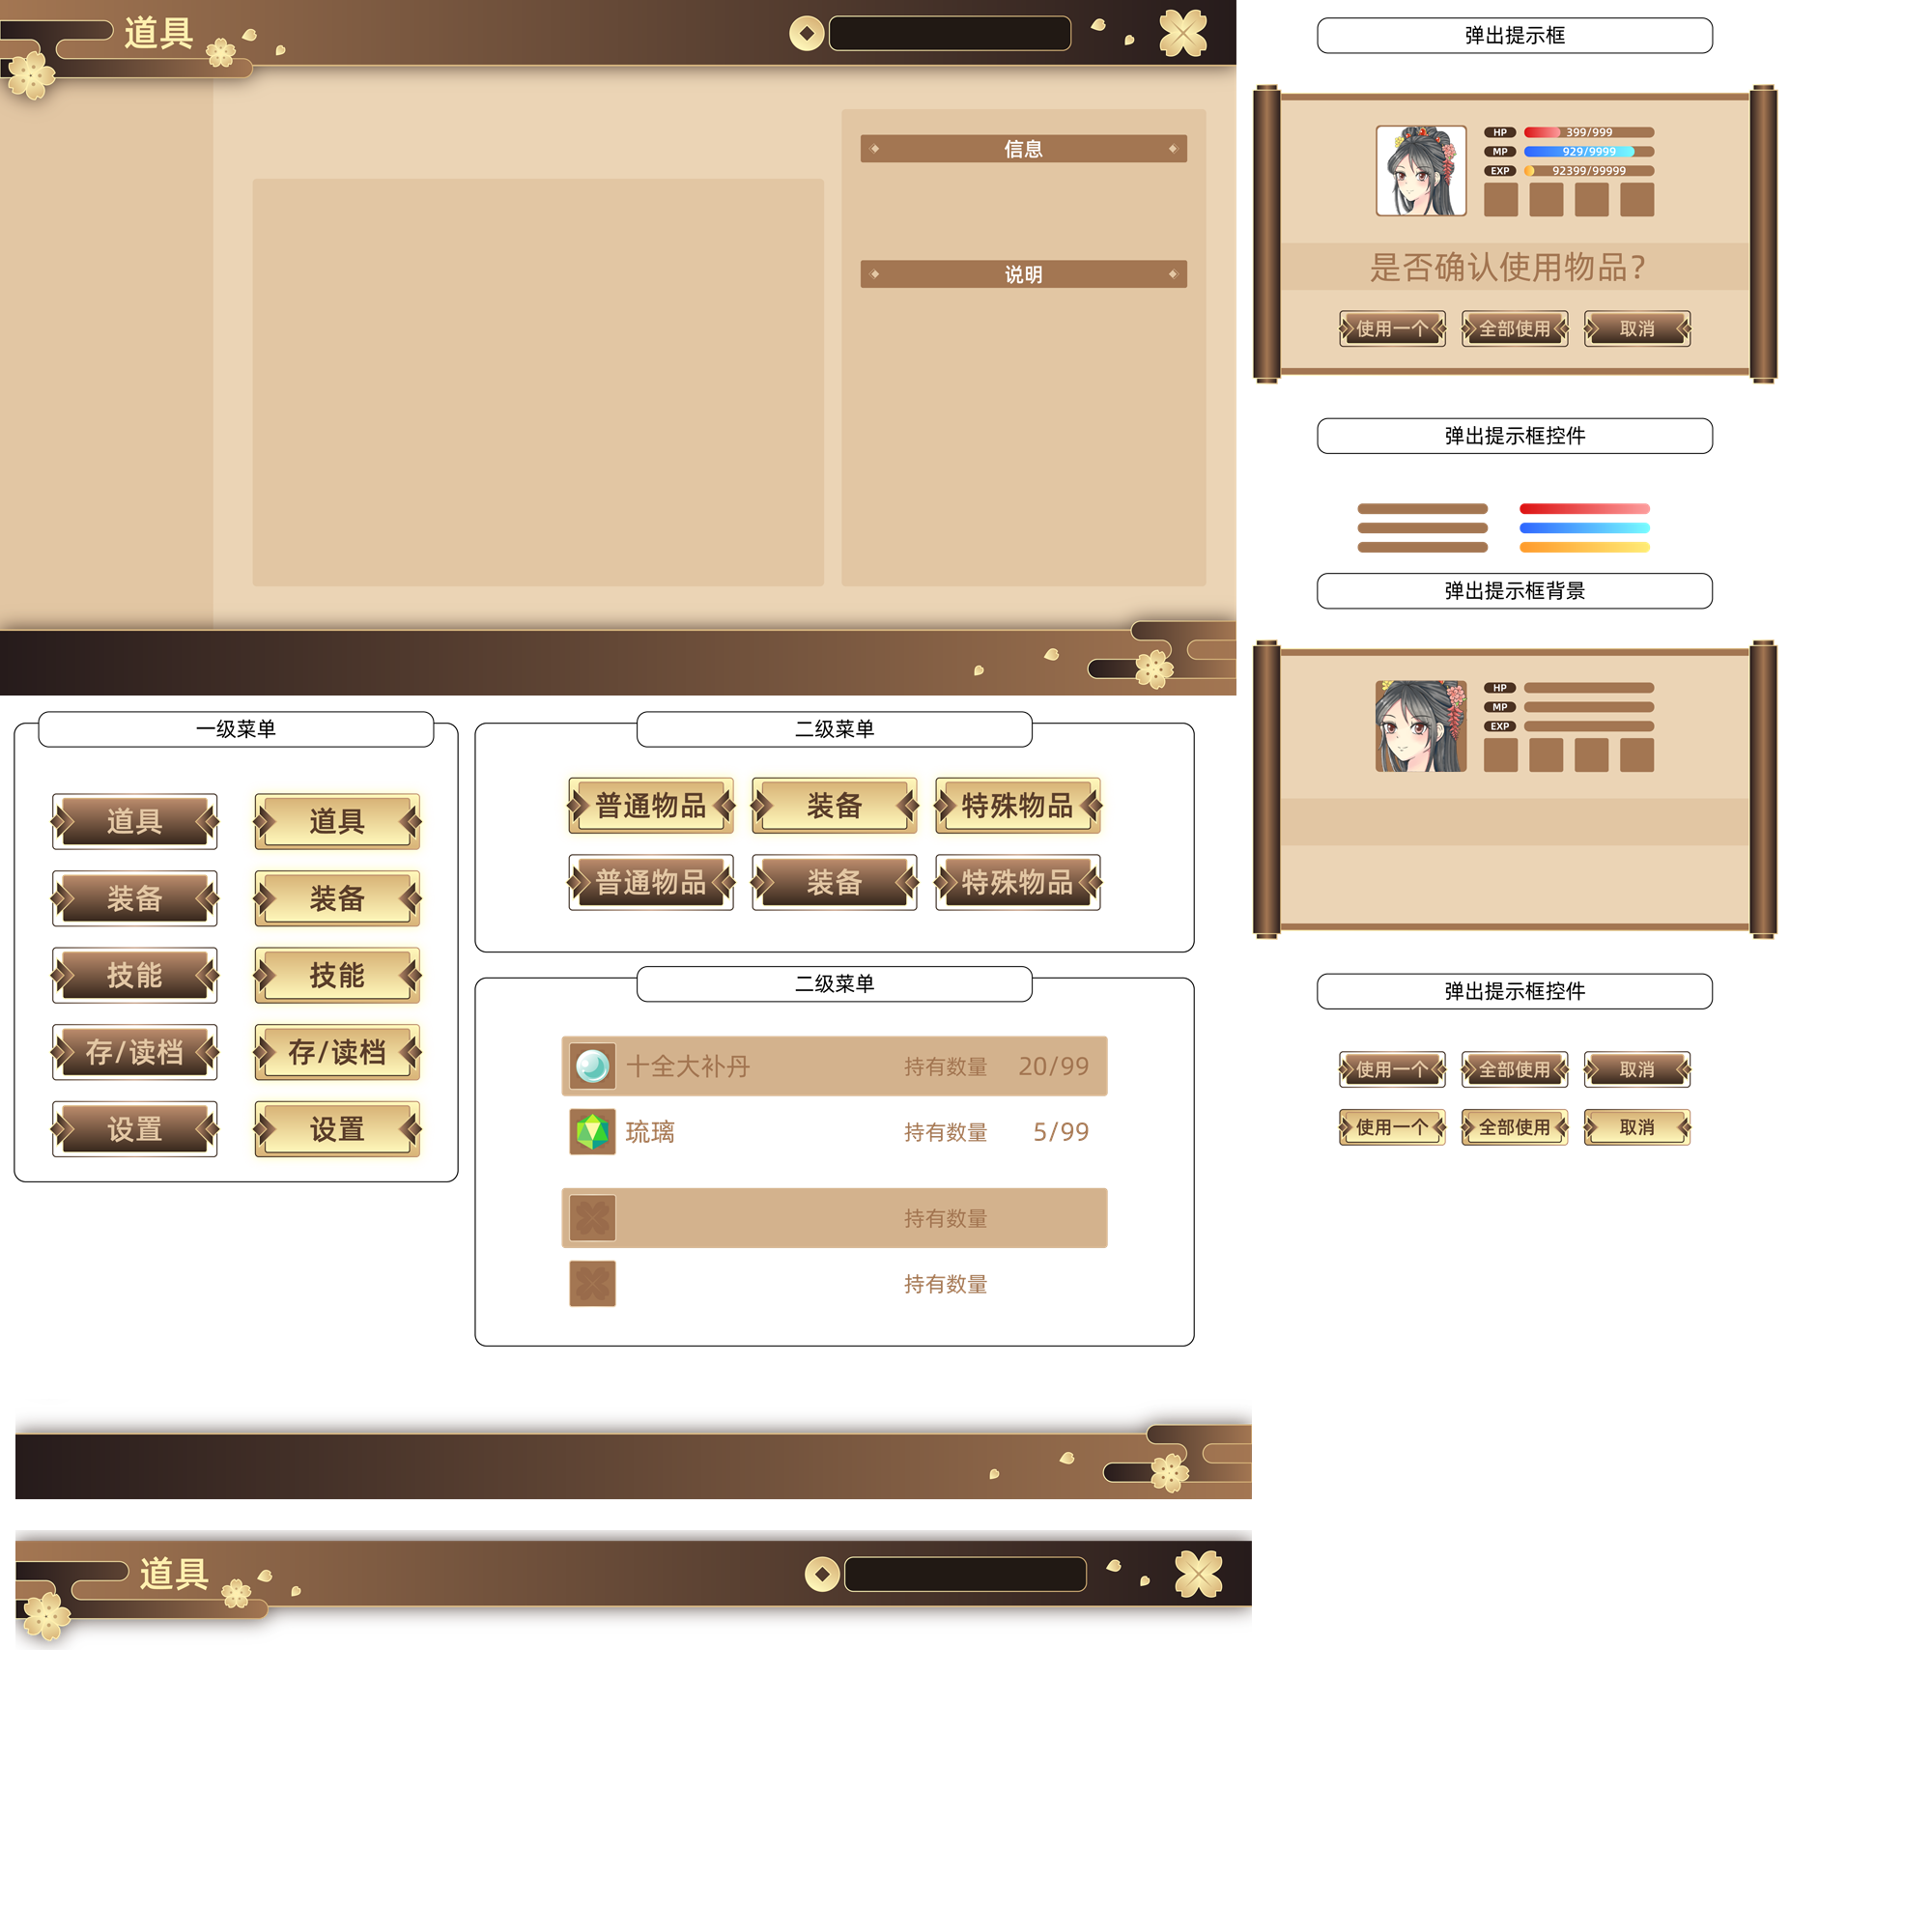 道具
信息
说明
弹出提示框
HP 399/999
MP 929/9999
EXP 92399/99999
是否确认使用物品?
使用一个 全部使用 取消
弹出提示框控件
弹出提示框背景
HP
MP
EXP
弹出提示框控件
使用一个 全部使用 取消
使用一个 全部使用 取消
一级菜单
道具 道具
装备 装备
技能 技能
存/读档 存/读档
设置 设置
二级菜单
普通物品 装备 特殊物品
普通物品 装备 特殊物品
二级菜单
十全大补丹 持有数量 20/99
琉璃 持有数量 5/99
持有数量
持有数量
道具